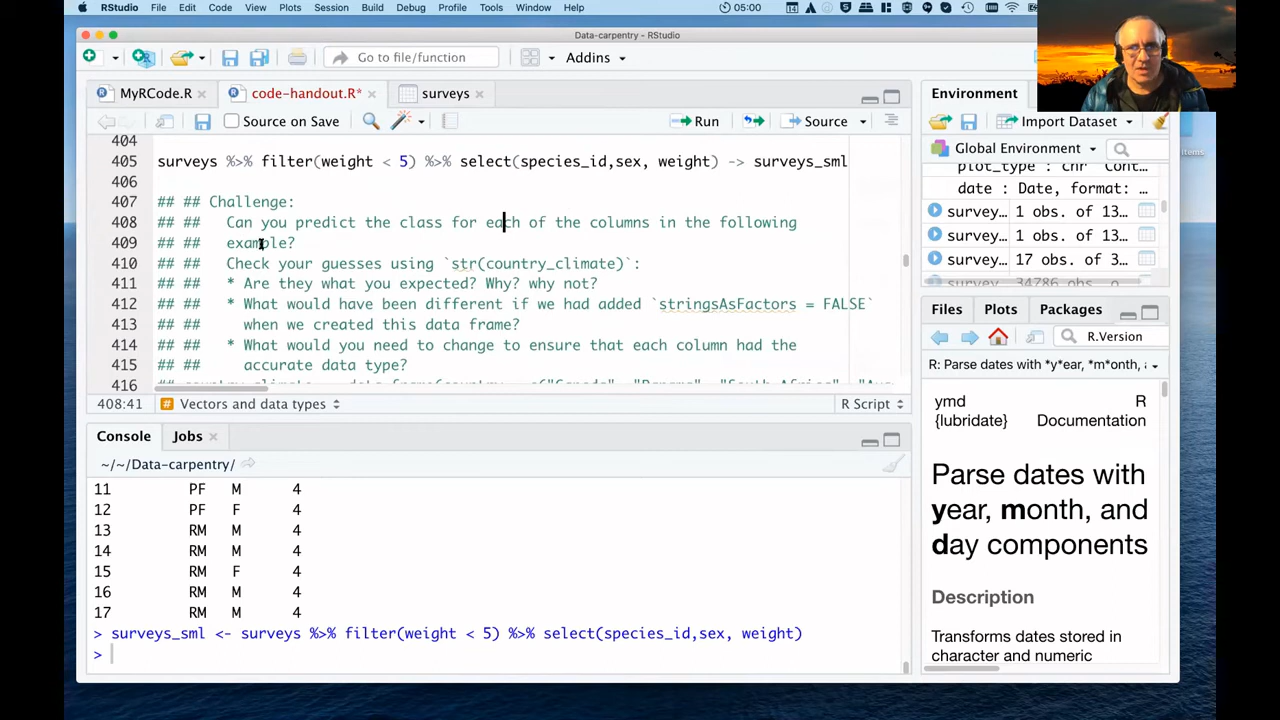 RStudio File Edit Code View Plots Session Build Debug Profile Tools Window Help 05:00
Data-carpentry - RStudio
Go to file/function Addins
MyRCode.R code-handout.R* surveys
Source on Save Run Source
404
405 surveys %>% filter(weight < 5) %>% select(species_id,sex, weight) -> surveys_sml
406
407 ## ## Challenge:
408 ## ## Can you predict the class for each of the columns in the following
409 ## ## example?
410 ## ## Check your guesses using `str(country_climate)`:
411 ## ## * Are they what you expected? Why? why not?
412 ## ## * What would have been different if we had added `stringsAsFactors = FALSE`
413 ## ## when we created this data frame?
414 ## ## * What would you need to change to ensure that each column had the
415 ## ## accurate data type?
416
408:41 Vectors and data types R Script
Console Jobs
~/~/Data-carpentry/
11 PF M 4
12 PF F 4
13 RM M 4
14 RM M 4
15 RM F 4
16 RM M 4
17 RM M 4
> surveys_sml <- surveys %>% filter(weight < 5) %>% select(species_id,sex, weight)
>
Environment
Import Dataset
Global Environment
plot_type : chr "Cont…
date : Date, format: …
survey… 1 obs. of 13…
survey… 1 obs. of 13…
survey… 17 obs. of 3…
survey… 34786 obs. o…
Files Plots Packages
R.Version
R: Parse dates with *y*ear, *m*onth,
ymd R
{lubridate} Documentation
Parse dates with
year, month, and
day components
Description
Transforms dates stored in
character and numeric
items